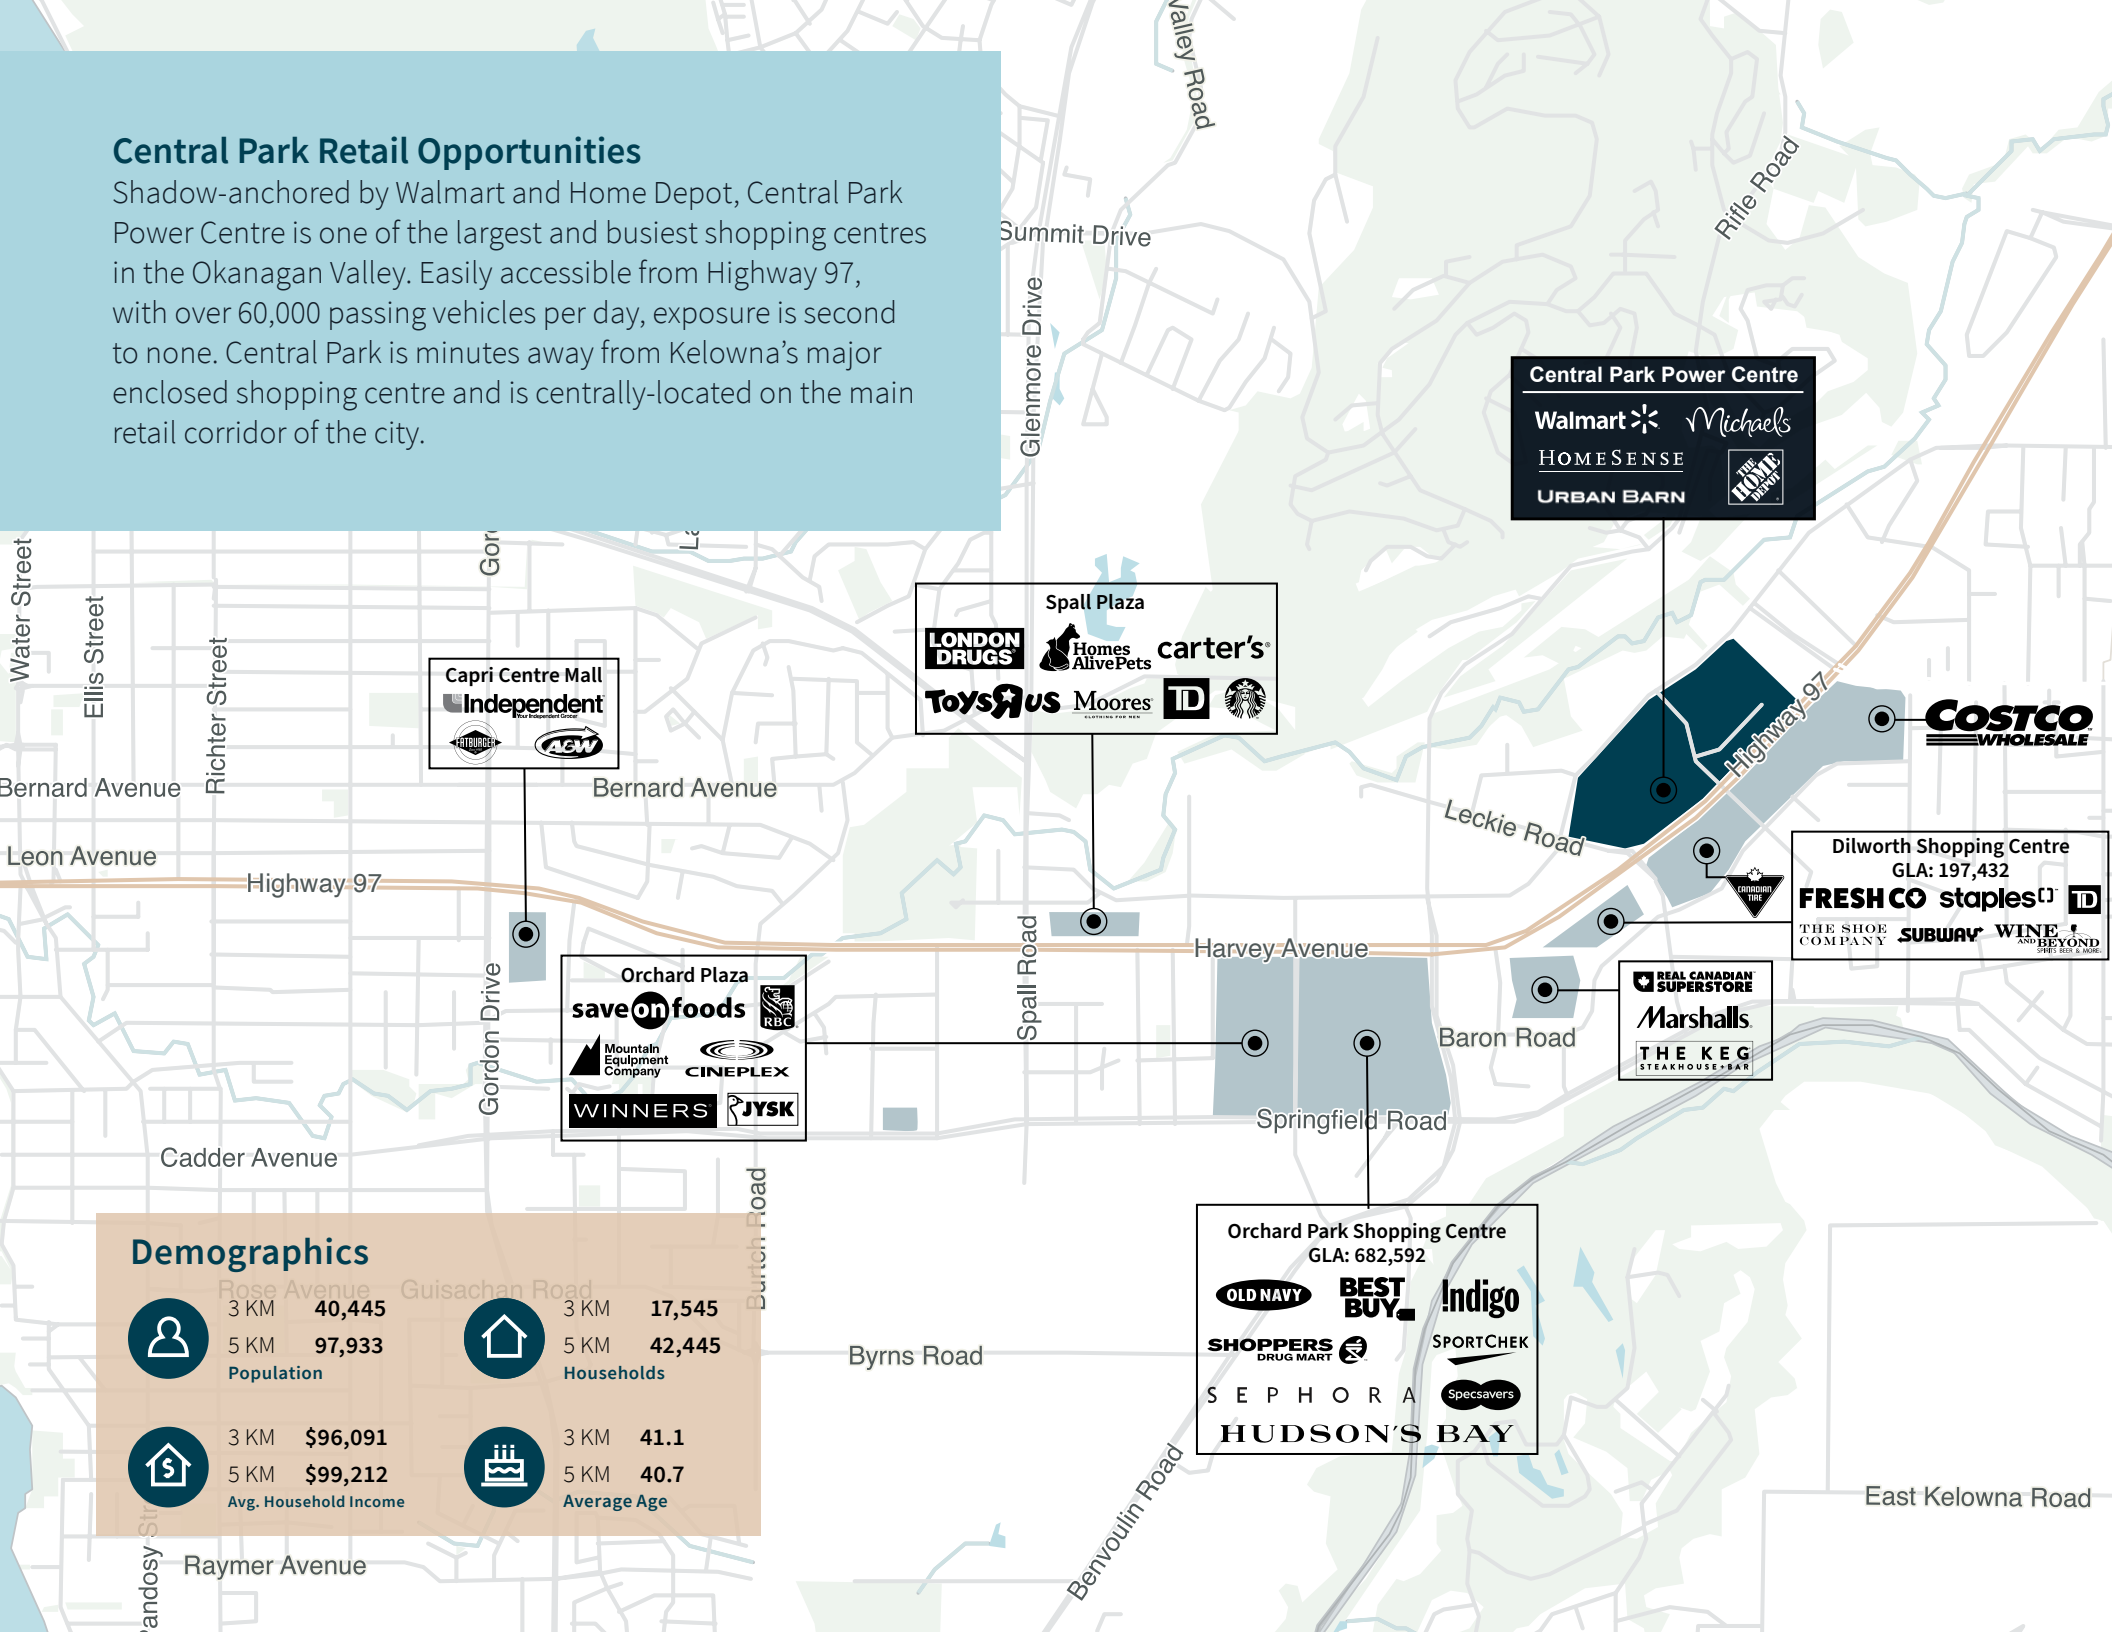 Central Park Retail Opportunities
Shadow-anchored by Walmart and Home Depot, Central Park
Power Centre is one of the largest and busiest shopping centres
in the Okanagan Valley. Easily accessible from Highway 97,
with over 60,000 passing vehicles per day, exposure is second
to none. Central Park is minutes away from Kelowna’s major
enclosed shopping centre and is centrally-located on the main
retail corridor of the city.
Valley Road
Rifle Road
Summit Drive
Glenmore Drive
Central Park Power Centre
Walmart
Michaels
HOMESENSE
THE HOME DEPOT
URBAN BARN
Water Street
Ellis Street
Richter Street
Spall Plaza
LONDON DRUGS
Homes Alive Pets
carter's
TOYS R US
Moores
CLOTHING FOR MEN
TD
Capri Centre Mall
Independent
Your Independent Grocer
FATBURGER
A&W
Bernard Avenue
Bernard Avenue
Leon Avenue
Highway 97
Highway 97
COSTCO
WHOLESALE
Leckie Road
CANADIAN TIRE
Dilworth Shopping Centre
GLA: 197,432
FRESHCO
staples
TD
THE SHOE COMPANY
SUBWAY
WINE AND BEYOND
SPIRITS BEER & MORE
Harvey Avenue
Spall Road
Gordon Drive
Orchard Plaza
save on foods
RBC
Mountain
Equipment
Company
CINEPLEX
WINNERS
JYSK
REAL CANADIAN
SUPERSTORE
Marshalls
THE KEG
STEAKHOUSE + BAR
Baron Road
Springfield Road
Cadder Avenue
Burtch Road
Orchard Park Shopping Centre
GLA: 682,592
OLD NAVY
BEST BUY
Indigo
SHOPPERS
DRUG MART
SPORTCHEK
SEPHORA
Specsavers
HUDSON'S BAY
Demographics
Rose Avenue
Guisachan Road
3 KM 40,445
5 KM 97,933
Population
3 KM 17,545
5 KM 42,445
Households
3 KM $96,091
5 KM $99,212
Avg. Household Income
3 KM 41.1
5 KM 40.7
Average Age
Byrns Road
Benvoulin Road
East Kelowna Road
Raymer Avenue